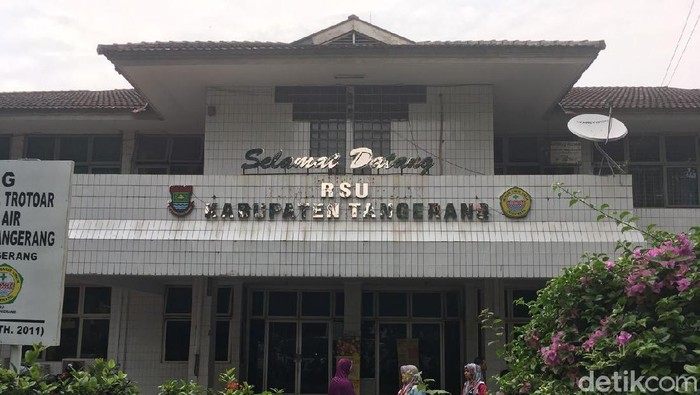 Selamat Datang
RSU
KABUPATEN TANGERANG
G
TROTOAR
AIR
TANGERANG
GERANG
TH. 2011)
detikcom